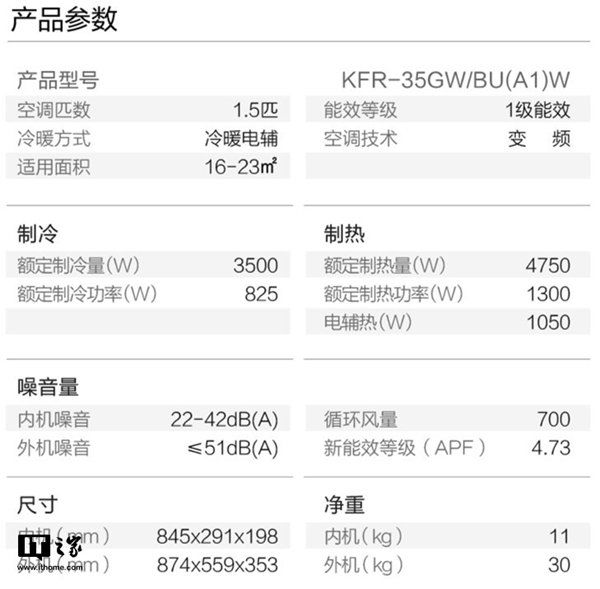 产品参数
产品型号 KFR-35GW/BU(A1)W
空调匹数 1.5匹 能效等级 1级能效
冷暖方式 冷暖电辅 空调技术 变 频
适用面积 16-23㎡
制冷 制热
额定制冷量(W) 3500 额定制热量(W) 4750
额定制冷功率(W) 825 额定制热功率(W) 1300
电辅热(W) 1050
噪音量
内机噪音 22-42dB(A) 循环风量 700
外机噪音 ≤51dB(A) 新能效等级（APF） 4.73
尺寸 净重
内机(mm) 845x291x198 内机(kg) 11
外机(mm) 874x559x353 外机(kg) 30
IT之家
www.ithome.com